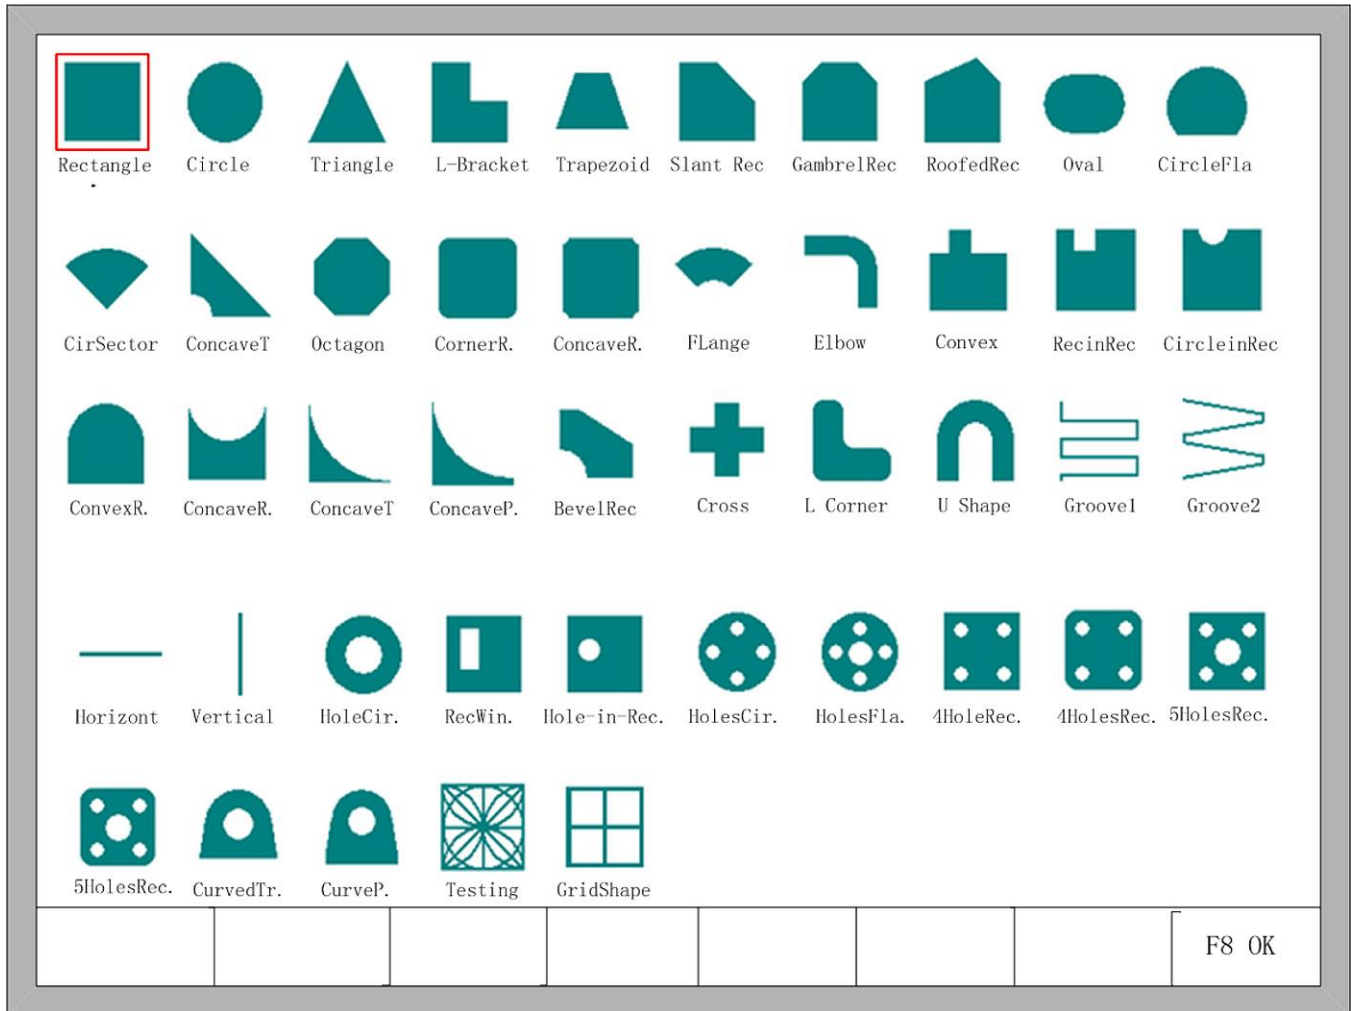 Rectangle Circle Triangle L-Bracket Trapezoid Slant Rec GambrelRec RoofedRec Oval CircleFla
CirSector ConcaveT Octagon CornerR. ConcaveR. FLange Elbow Convex RecinRec CircleinRec
ConvexR. ConcaveR. ConcaveT ConcaveP. BevelRec Cross L Corner U Shape Groove1 Groove2
Horizont Vertical HoleCir. RecWin. Hole-in-Rec. HolesCir. HolesFla. 4HoleRec. 4HolesRec. 5HolesRec.
5HolesRec. CurvedTr. CurveP. Testing GridShape
F8 OK